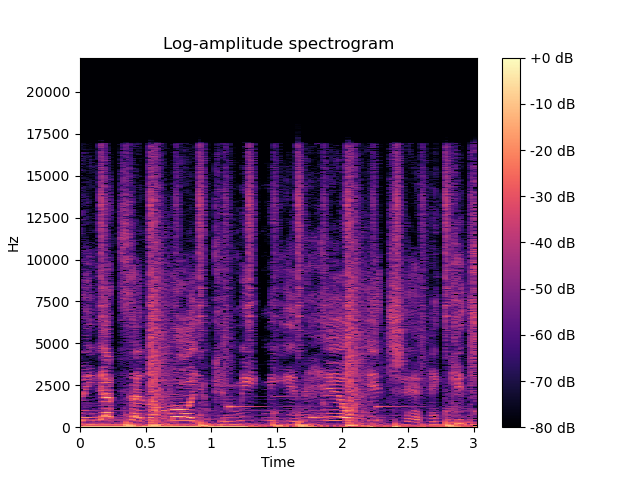 Log-amplitude spectrogram
+0 dB
20000
-10 dB
17500
-20 dB
15000
-30 dB
12500
Hz
-40 dB
10000
-50 dB
7500
5000
-60 dB
2500
-70 dB
0
-80 dB
0 0.5 1 1.5 2 2.5 3
Time